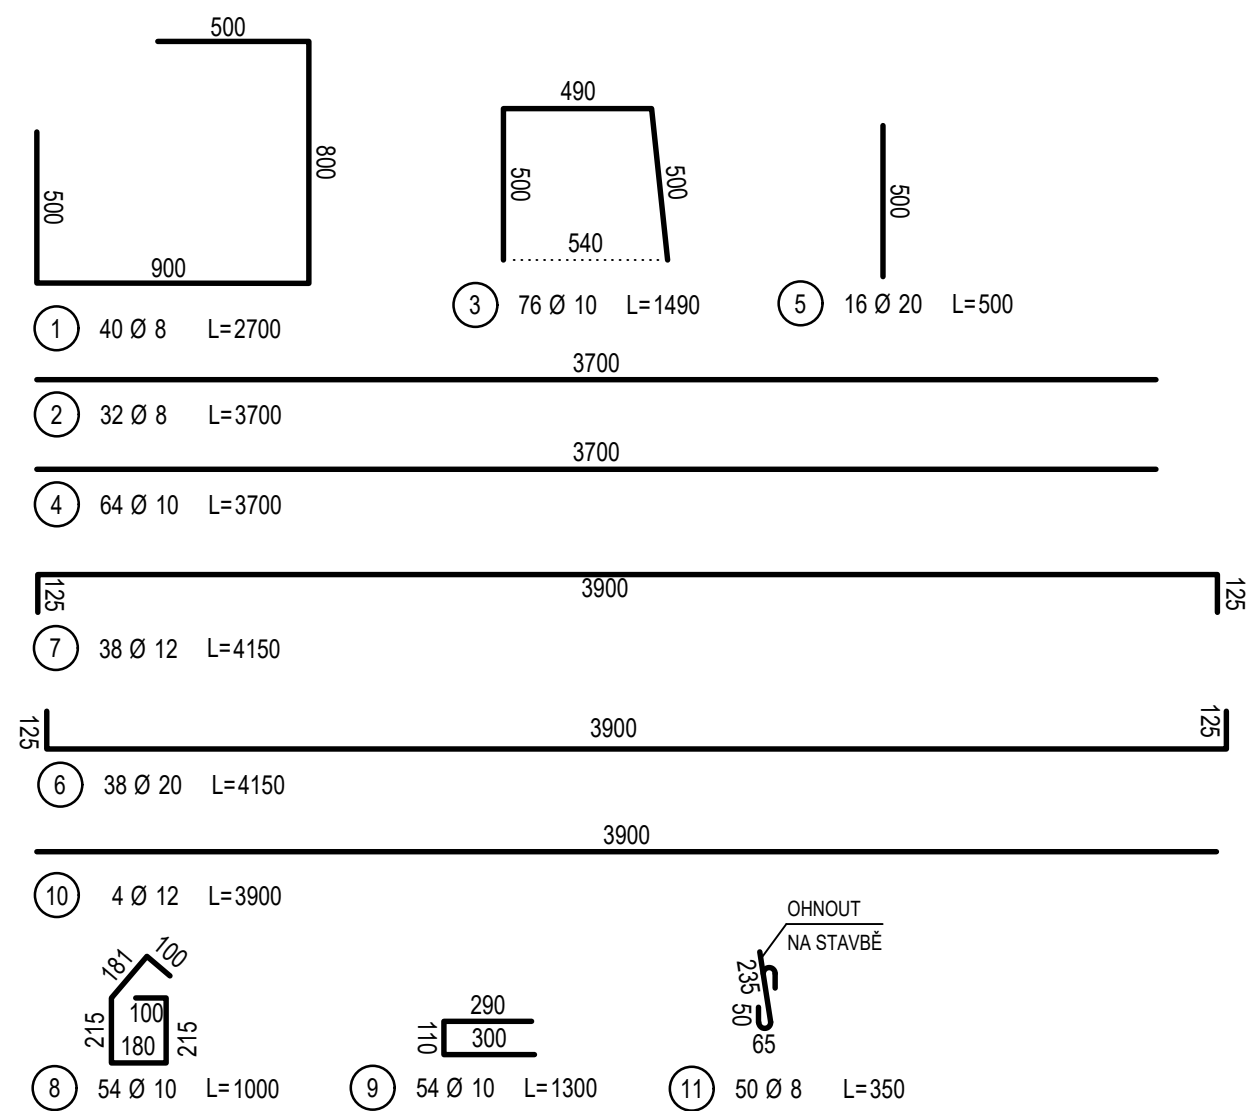 500
800
500
900
1 40 Ø 8 L=2700
490
500
500
540
3 76 Ø 10 L=1490
500
5 16 Ø 20 L=500
3700
2 32 Ø 8 L=3700
3700
4 64 Ø 10 L=3700
125
3900
125
7 38 Ø 12 L=4150
125
3900
125
6 38 Ø 20 L=4150
3900
10 4 Ø 12 L=3900
181
100
215
100
180
215
8 54 Ø 10 L=1000
290
110
300
9 54 Ø 10 L=1300
OHNOUT
NA STAVBĚ
235
50
65
11 50 Ø 8 L=350